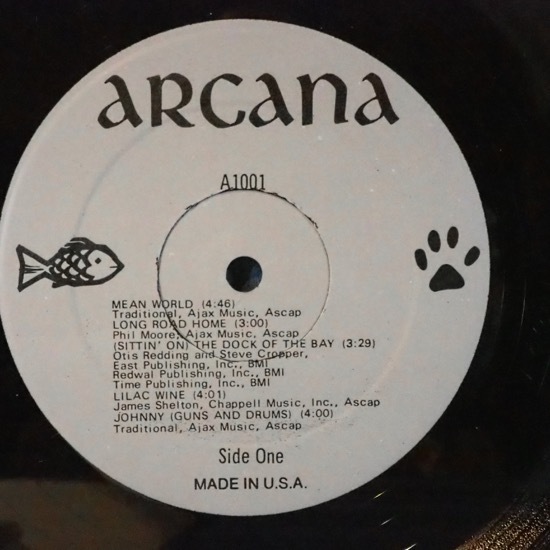 ARCANA
A1001
MEAN WORLD (4:46)
Traditional, Ajax Music, Ascap
LONG ROAD HOME (3:00)
Phil Moore, Ajax Music, Ascap
(SITTIN' ON) THE DOCK OF THE BAY (3:29)
Otis Redding and Steve Cropper,
East Publishing, Inc., BMI
Redwal Publishing, Inc., BMI
Time Publishing, Inc., BMI
LILAC WINE (4:01)
James Shelton, Chappell Music, Inc., Ascap
JOHNNY (GUNS AND DRUMS) (4:00)
Traditional, Ajax Music, Ascap
Side One
MADE IN U.S.A.